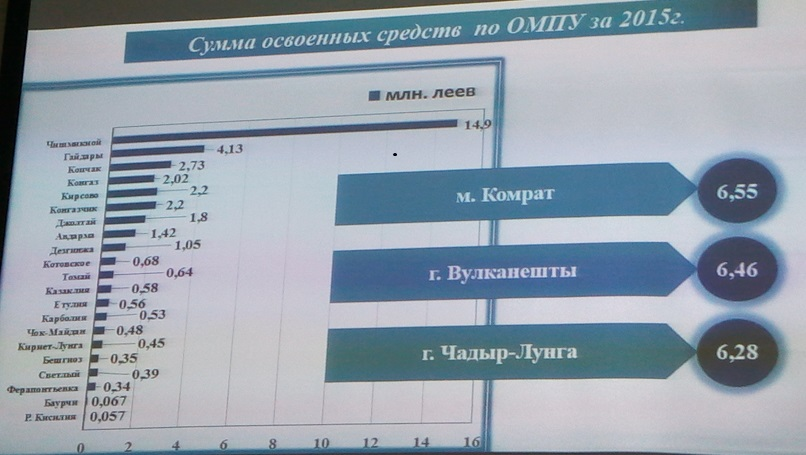 Сумма освоенных средств по ОМПУ за 2015г.
млн. леев
Чишмикиой 14,9
Гайдары 4,13
Копчак 2,73
Конгаз 2,02
Кирсово 2,2
Конгазчик 2,2
Джолтай 1,8
Авдарма 1,42
Дезгинжа 1,05
Котовское 0,68
Томай 0,64
Казаклия 0,58
Етулия 0,56
Карболия 0,53
Чок-Майдан 0,48
Кириет-Лунга 0,45
Бешгиоз 0,35
Светлый 0,39
Ферапонтьевка 0,34
Баурчи 0,067
Р. Кисилия 0,057
0 2 4 6 8 10 12 14 16
м. Комрат 6,55
г. Вулканешты 6,46
г. Чадыр-Лунга 6,28